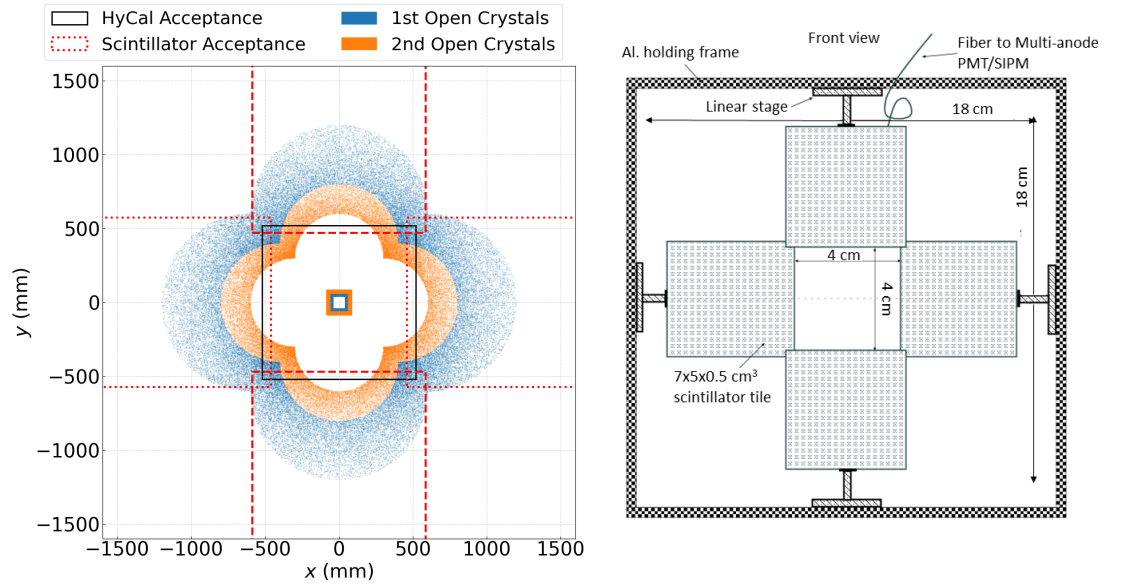 HyCal Acceptance
Scintillator Acceptance
1st Open Crystals
2nd Open Crystals
1500
1000
500
0
−500
−1000
−1500
y (mm)
−1500 −1000 −500 0 500 1000 1500
x (mm)
Front view
Al. holding frame
Fiber to Multi-anode
PMT/SIPM
Linear stage
18 cm
18 cm
4 cm
4 cm
7x5x0.5 cm³
scintillator tile